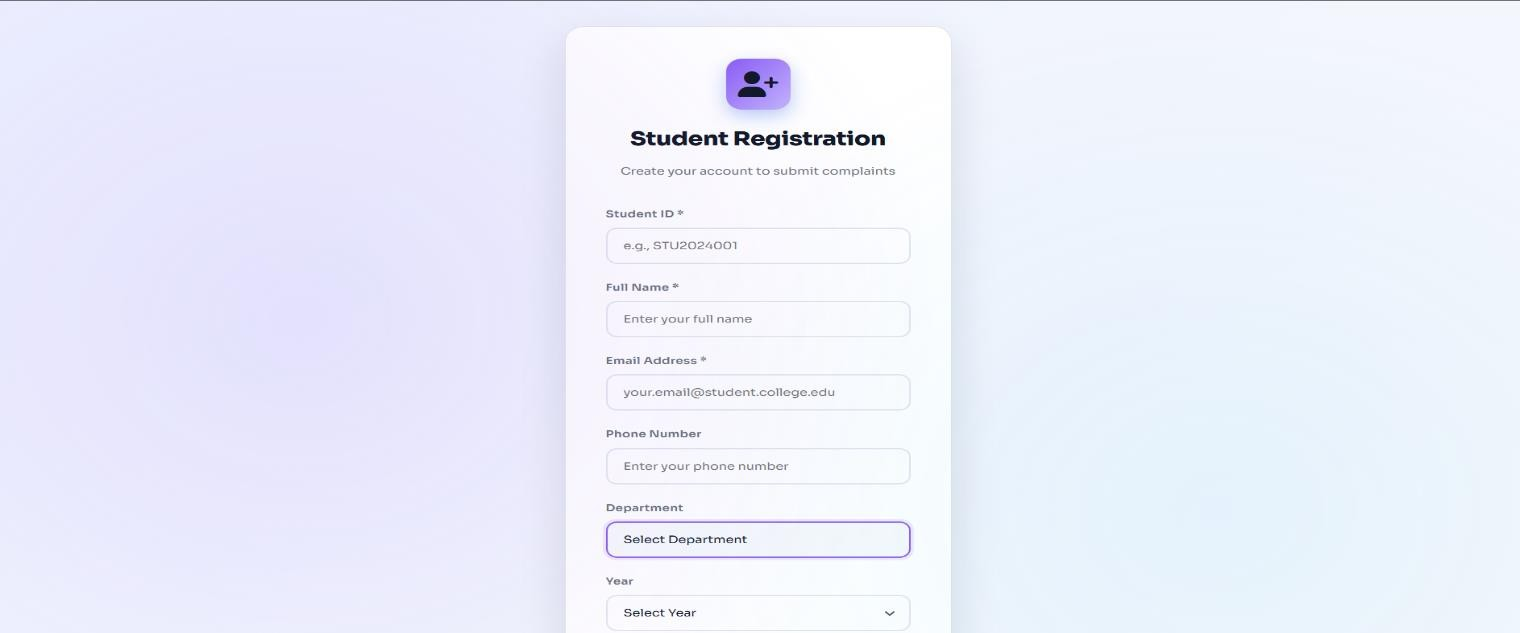 Student Registration
Create your account to submit complaints
Student ID *
e.g., STU2024001
Full Name *
Enter your full name
Email Address *
your.email@student.college.edu
Phone Number
Enter your phone number
Department
Select Department
Year
Select Year